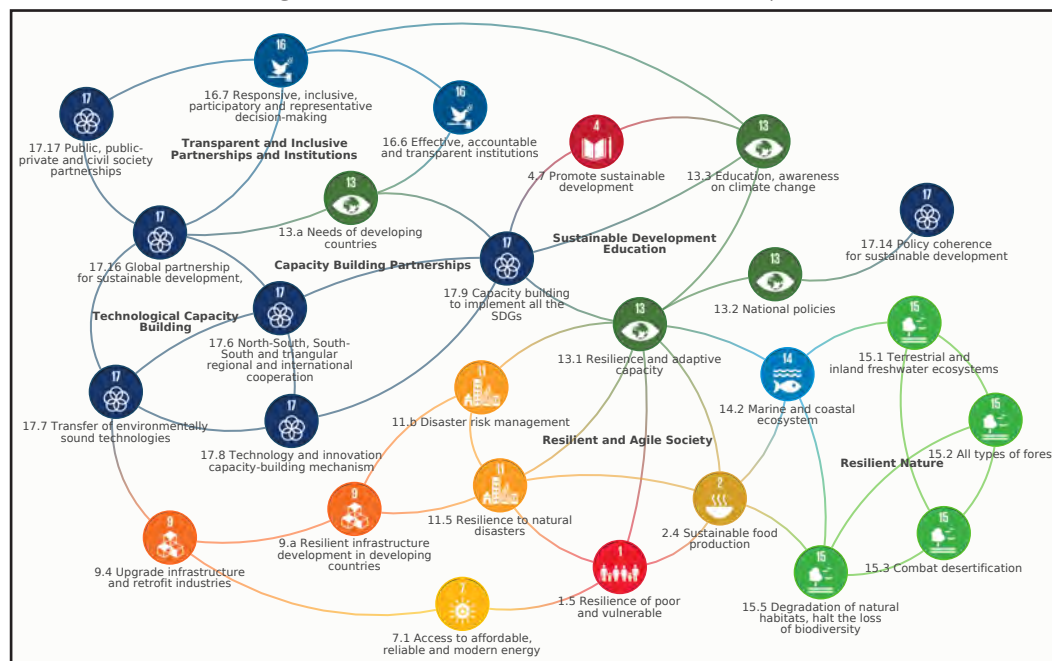 16
16.7 Responsive, inclusive,
participatory and representative
decision-making
17
17.17 Public, public-
private and civil society
partnerships
16
16.6 Effective, accountable
and transparent institutions
Transparent and Inclusive
Partnerships and Institutions
4
4.7 Promote sustainable
development
13
13.3 Education, awareness
on climate change
13
13.a Needs of developing
countries
17
17.14 Policy coherence
for sustainable development
17
17.16 Global partnership
for sustainable development,
Capacity Building Partnerships
17
17.9 Capacity building
to implement all the
SDGs
Sustainable Development
Education
13
13.2 National policies
Technological Capacity
Building
17
17.6 North-South, South-
South and triangular
regional and international
cooperation
13
13.1 Resilience and adaptive
capacity
15
15.1 Terrestrial and
inland freshwater ecosystems
14
14.2 Marine and coastal
ecosystem
17
17.7 Transfer of environmentally
sound technologies
17
17.8 Technology and innovation
capacity-building mechanism
11
11.b Disaster risk management
Resilient and Agile Society
15
15.2 All types of fores
Resilient Nature
11
11.5 Resilience to natural
disasters
2
2.4 Sustainable food
production
9
9.a Resilient infrastructure
development in developing
countries
9
9.4 Upgrade infrastructure
and retrofit industries
15
15.3 Combat desertification
1
1.5 Resilience of poor
and vulnerable
15
15.5 Degradation of natural
habitats, halt the loss
of biodiversity
7
7.1 Access to affordable,
reliable and modern energy